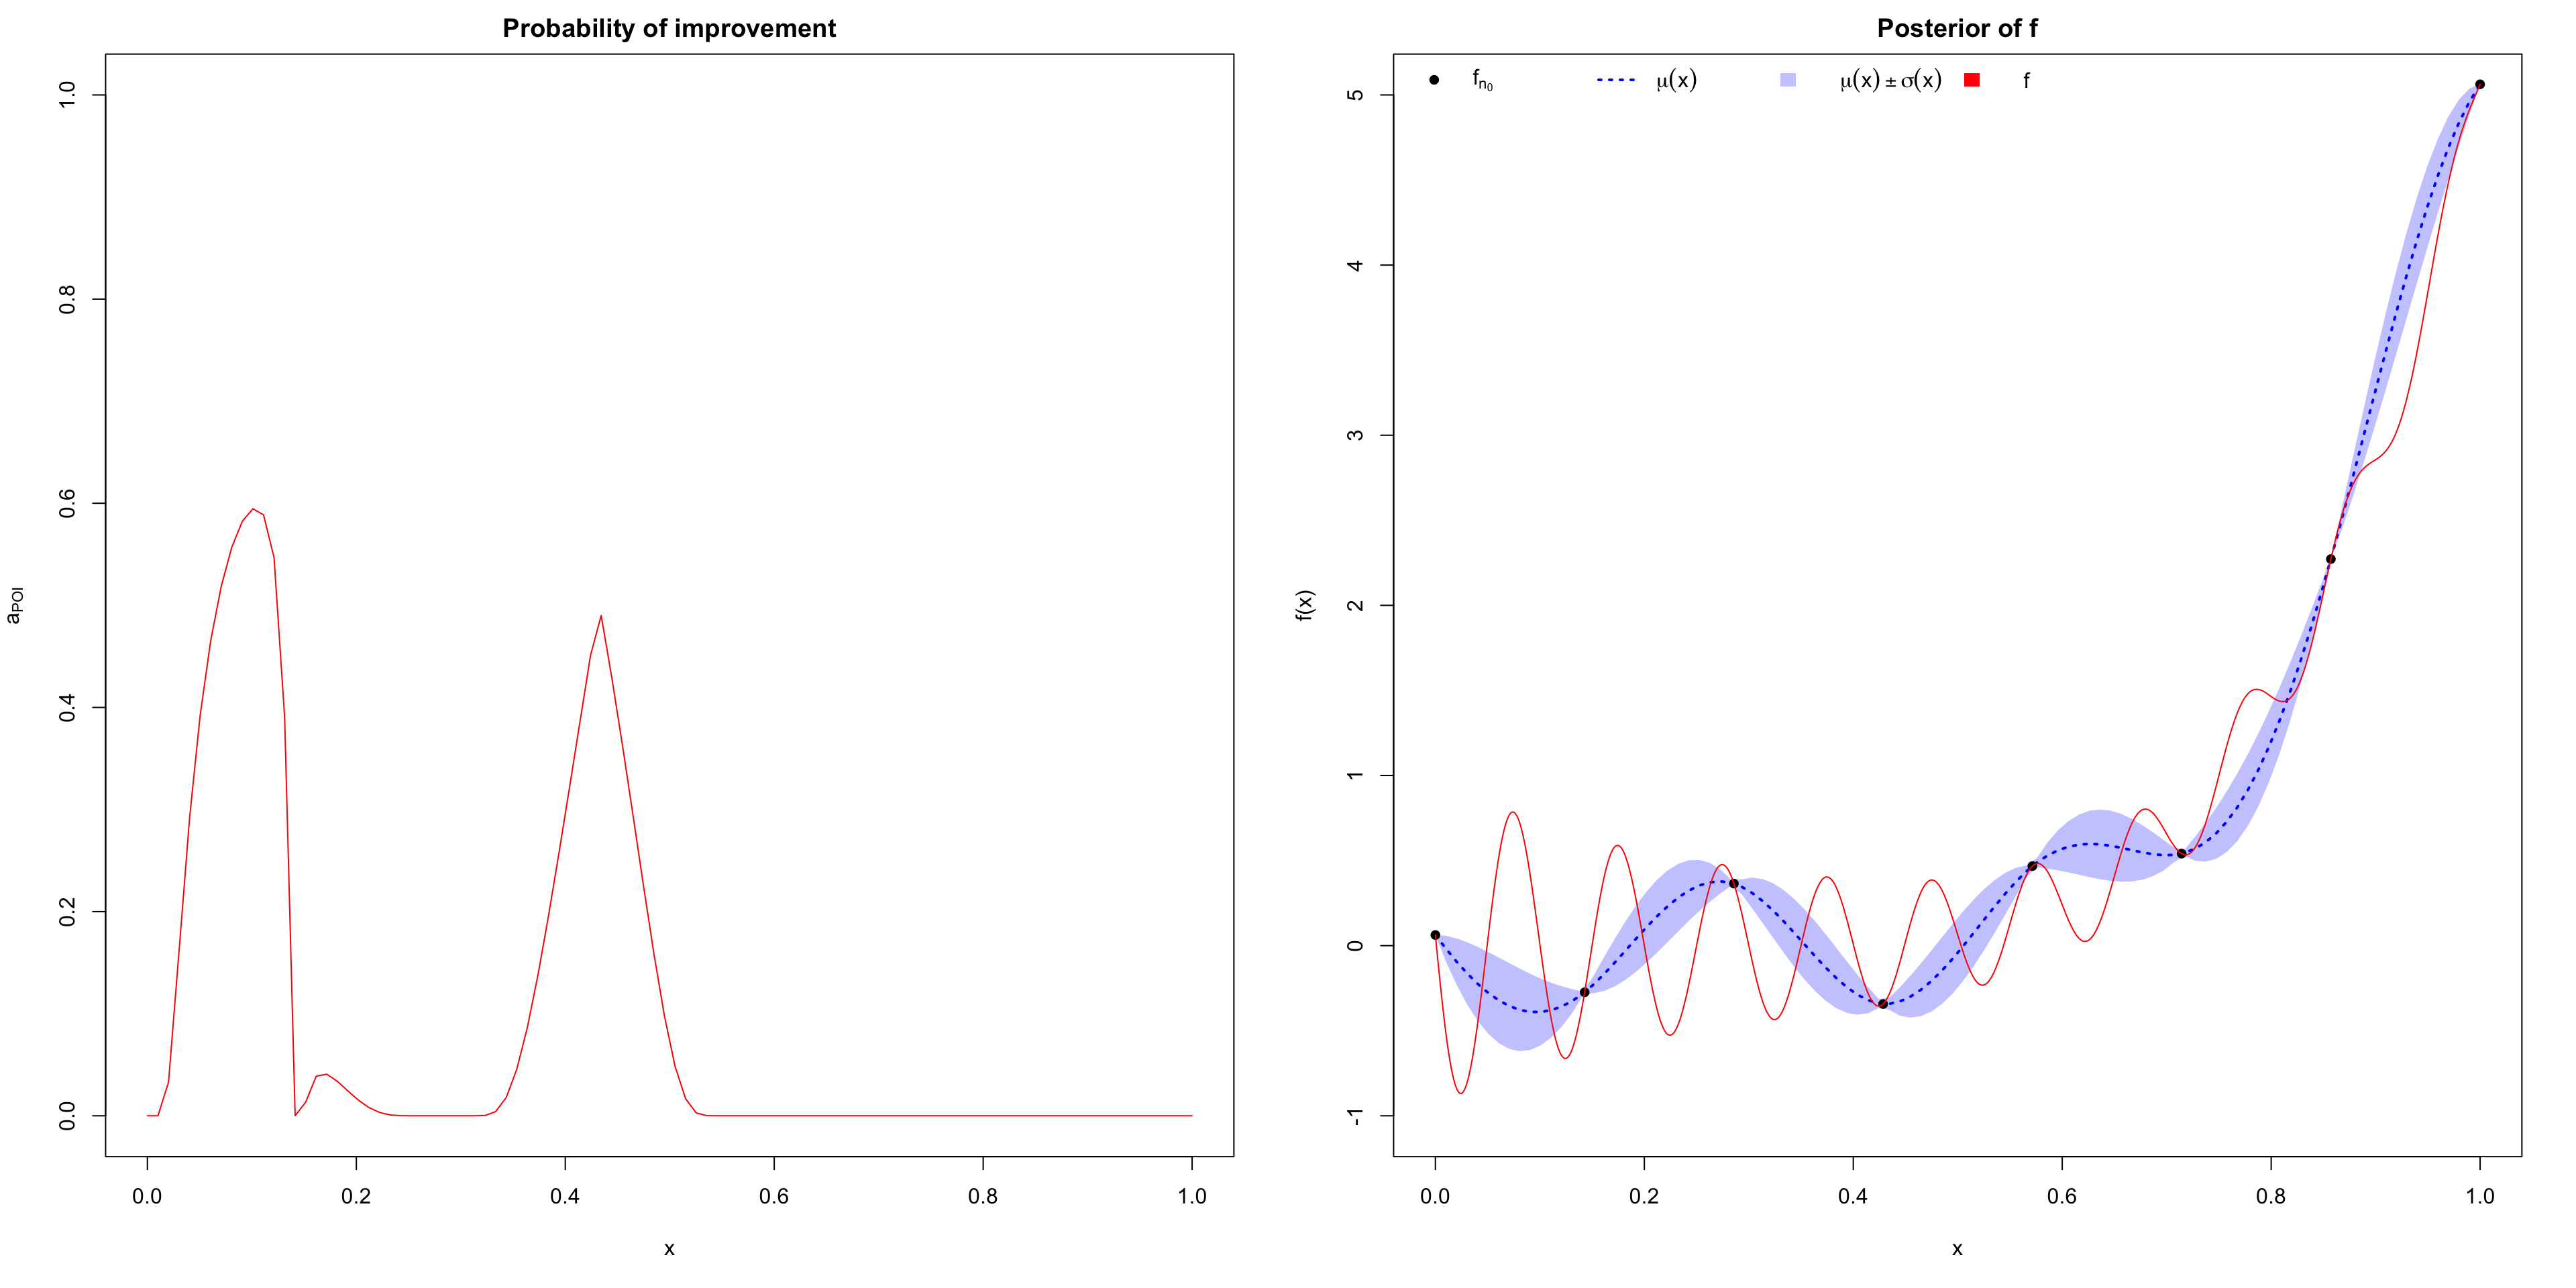 Probability of improvement
1.0
0.8
0.6
0.4
0.2
0.0
aPOI
0.0 0.2 0.4 0.6 0.8 1.0
x
Posterior of f
fn0 μ(x) μ(x) ± σ(x) f
5
4
3
2
1
0
-1
f(x)
0.0 0.2 0.4 0.6 0.8 1.0
x